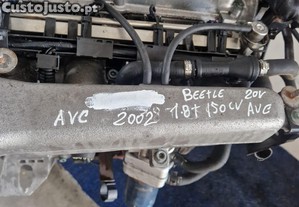 CustoJusto.pt
AVC 2002 BEETLE 20V
1.8T 150CV AVC